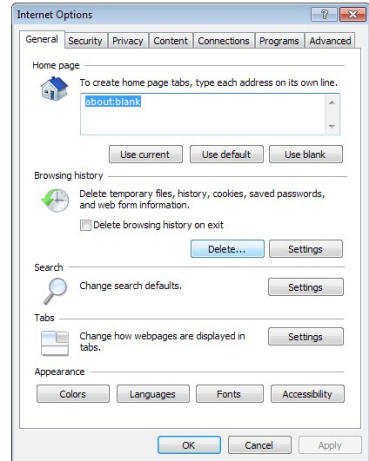 Internet Options
General Security Privacy Content Connections Programs Advanced
Home page
To create home page tabs, type each address on its own line.
about:blank
Use current Use default Use blank
Browsing history
Delete temporary files, history, cookies, saved passwords,
and web form information.
Delete browsing history on exit
Delete... Settings
Search
Change search defaults. Settings
Tabs
Change how webpages are displayed in Settings
tabs.
Appearance
Colors Languages Fonts Accessibility
OK Cancel Apply